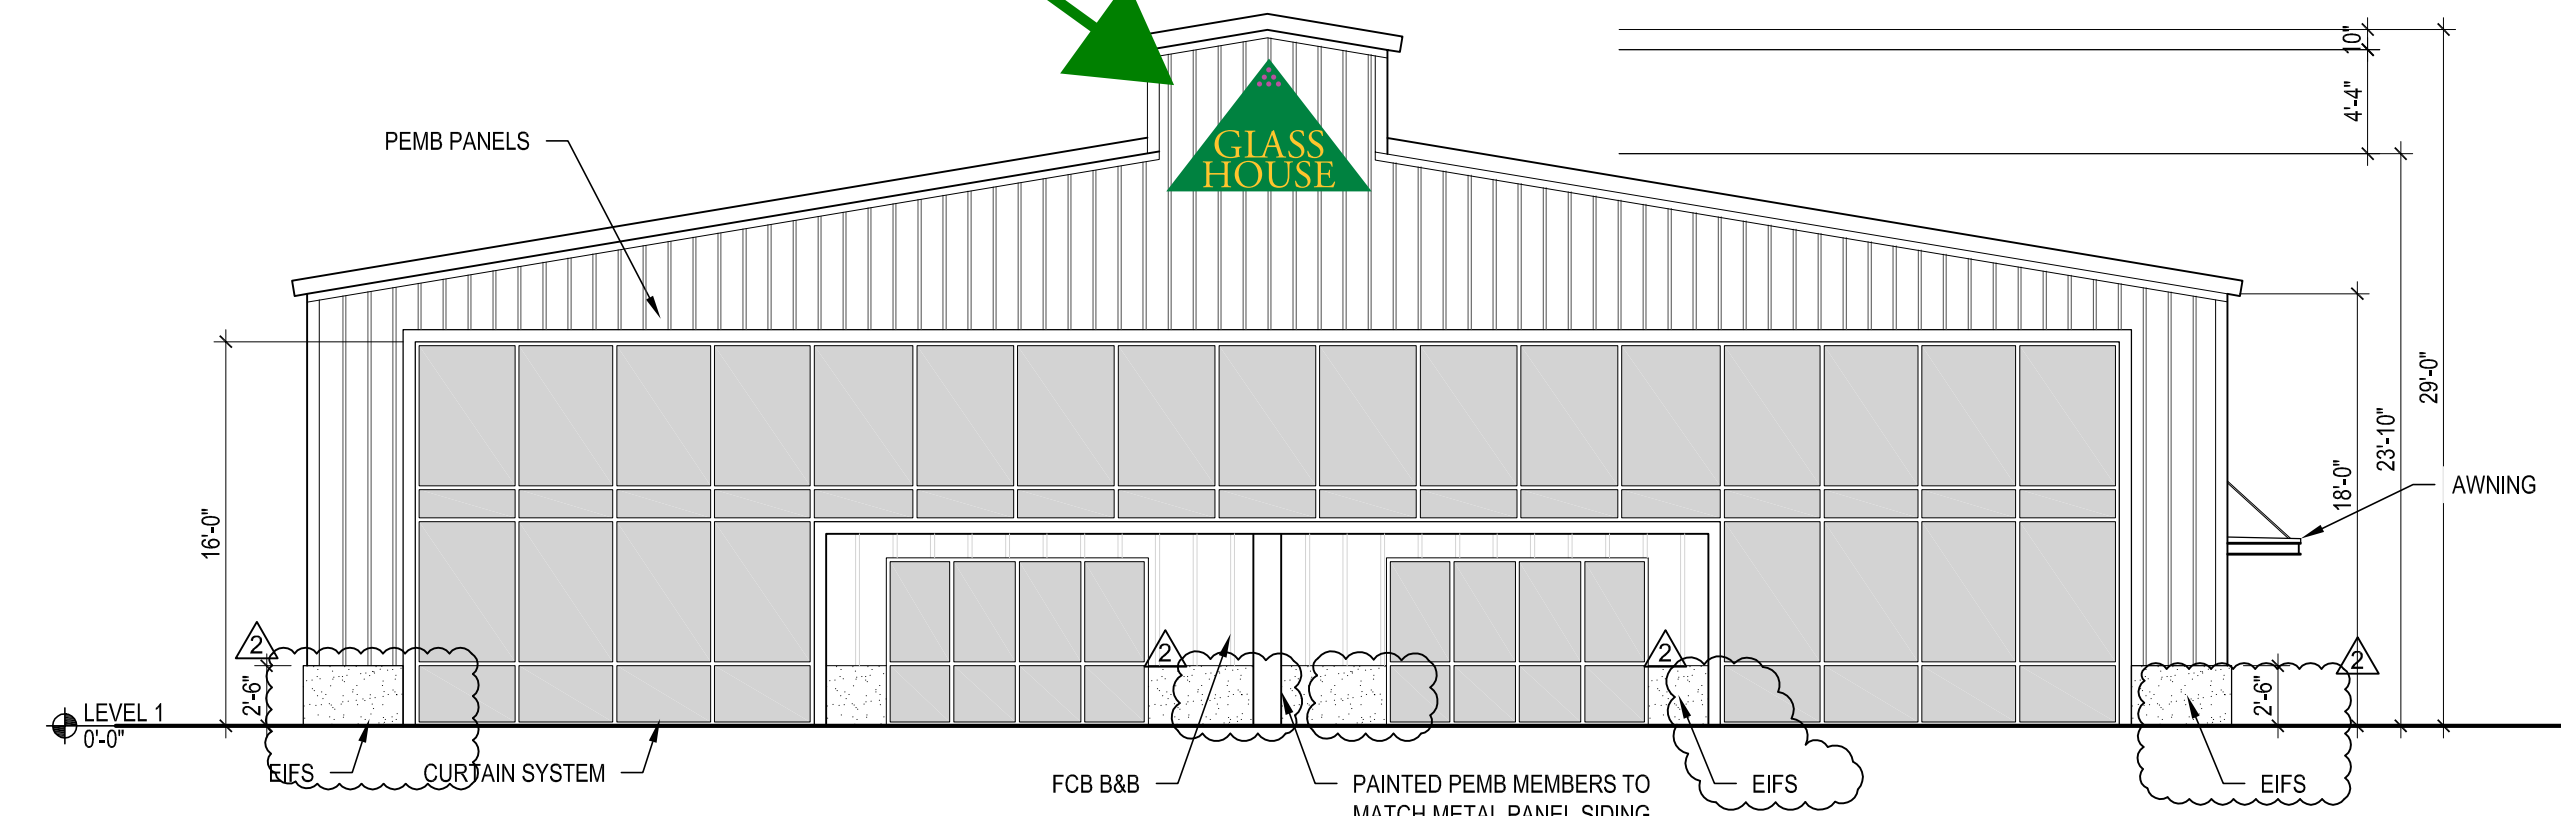 10"
4'-4"
PEMB PANELS
GLASS
HOUSE
29'-0"
23'-10"
18'-0"
AWNING
16'-0"
2
2
2
2
2'-6"
2'-6"
LEVEL 1
0'-0"
EIFS
CURTAIN SYSTEM
FCB B&B
PAINTED PEMB MEMBERS TO
MATCH METAL PANEL SIDING
EIFS
EIFS